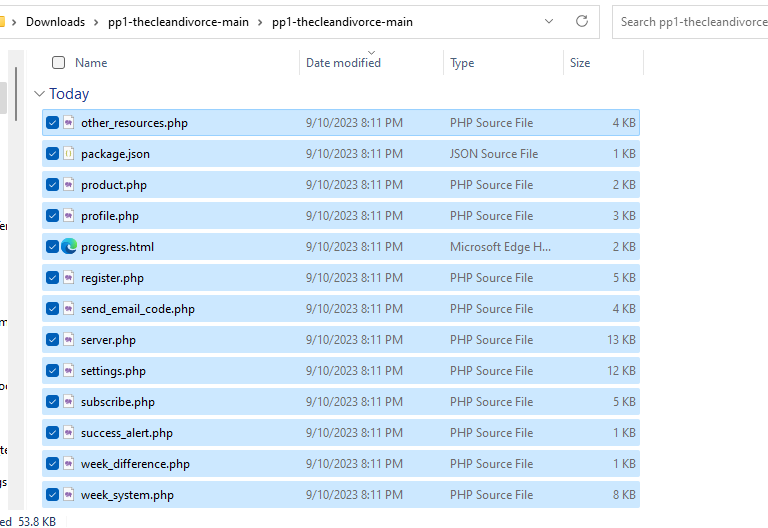 Downloads > pp1-thecleandivorce-main > pp1-thecleandivorce-main
Search pp1-thecleandivorce
Name Date modified Type Size
Today
other_resources.php 9/10/2023 8:11 PM PHP Source File 4 KB
package.json 9/10/2023 8:11 PM JSON Source File 1 KB
product.php 9/10/2023 8:11 PM PHP Source File 2 KB
profile.php 9/10/2023 8:11 PM PHP Source File 3 KB
progress.html 9/10/2023 8:11 PM Microsoft Edge H... 2 KB
register.php 9/10/2023 8:11 PM PHP Source File 5 KB
send_email_code.php 9/10/2023 8:11 PM PHP Source File 4 KB
server.php 9/10/2023 8:11 PM PHP Source File 13 KB
settings.php 9/10/2023 8:11 PM PHP Source File 12 KB
subscribe.php 9/10/2023 8:11 PM PHP Source File 5 KB
success_alert.php 9/10/2023 8:11 PM PHP Source File 1 KB
week_difference.php 9/10/2023 8:11 PM PHP Source File 1 KB
week_system.php 9/10/2023 8:11 PM PHP Source File 8 KB
ed 53.8 KB